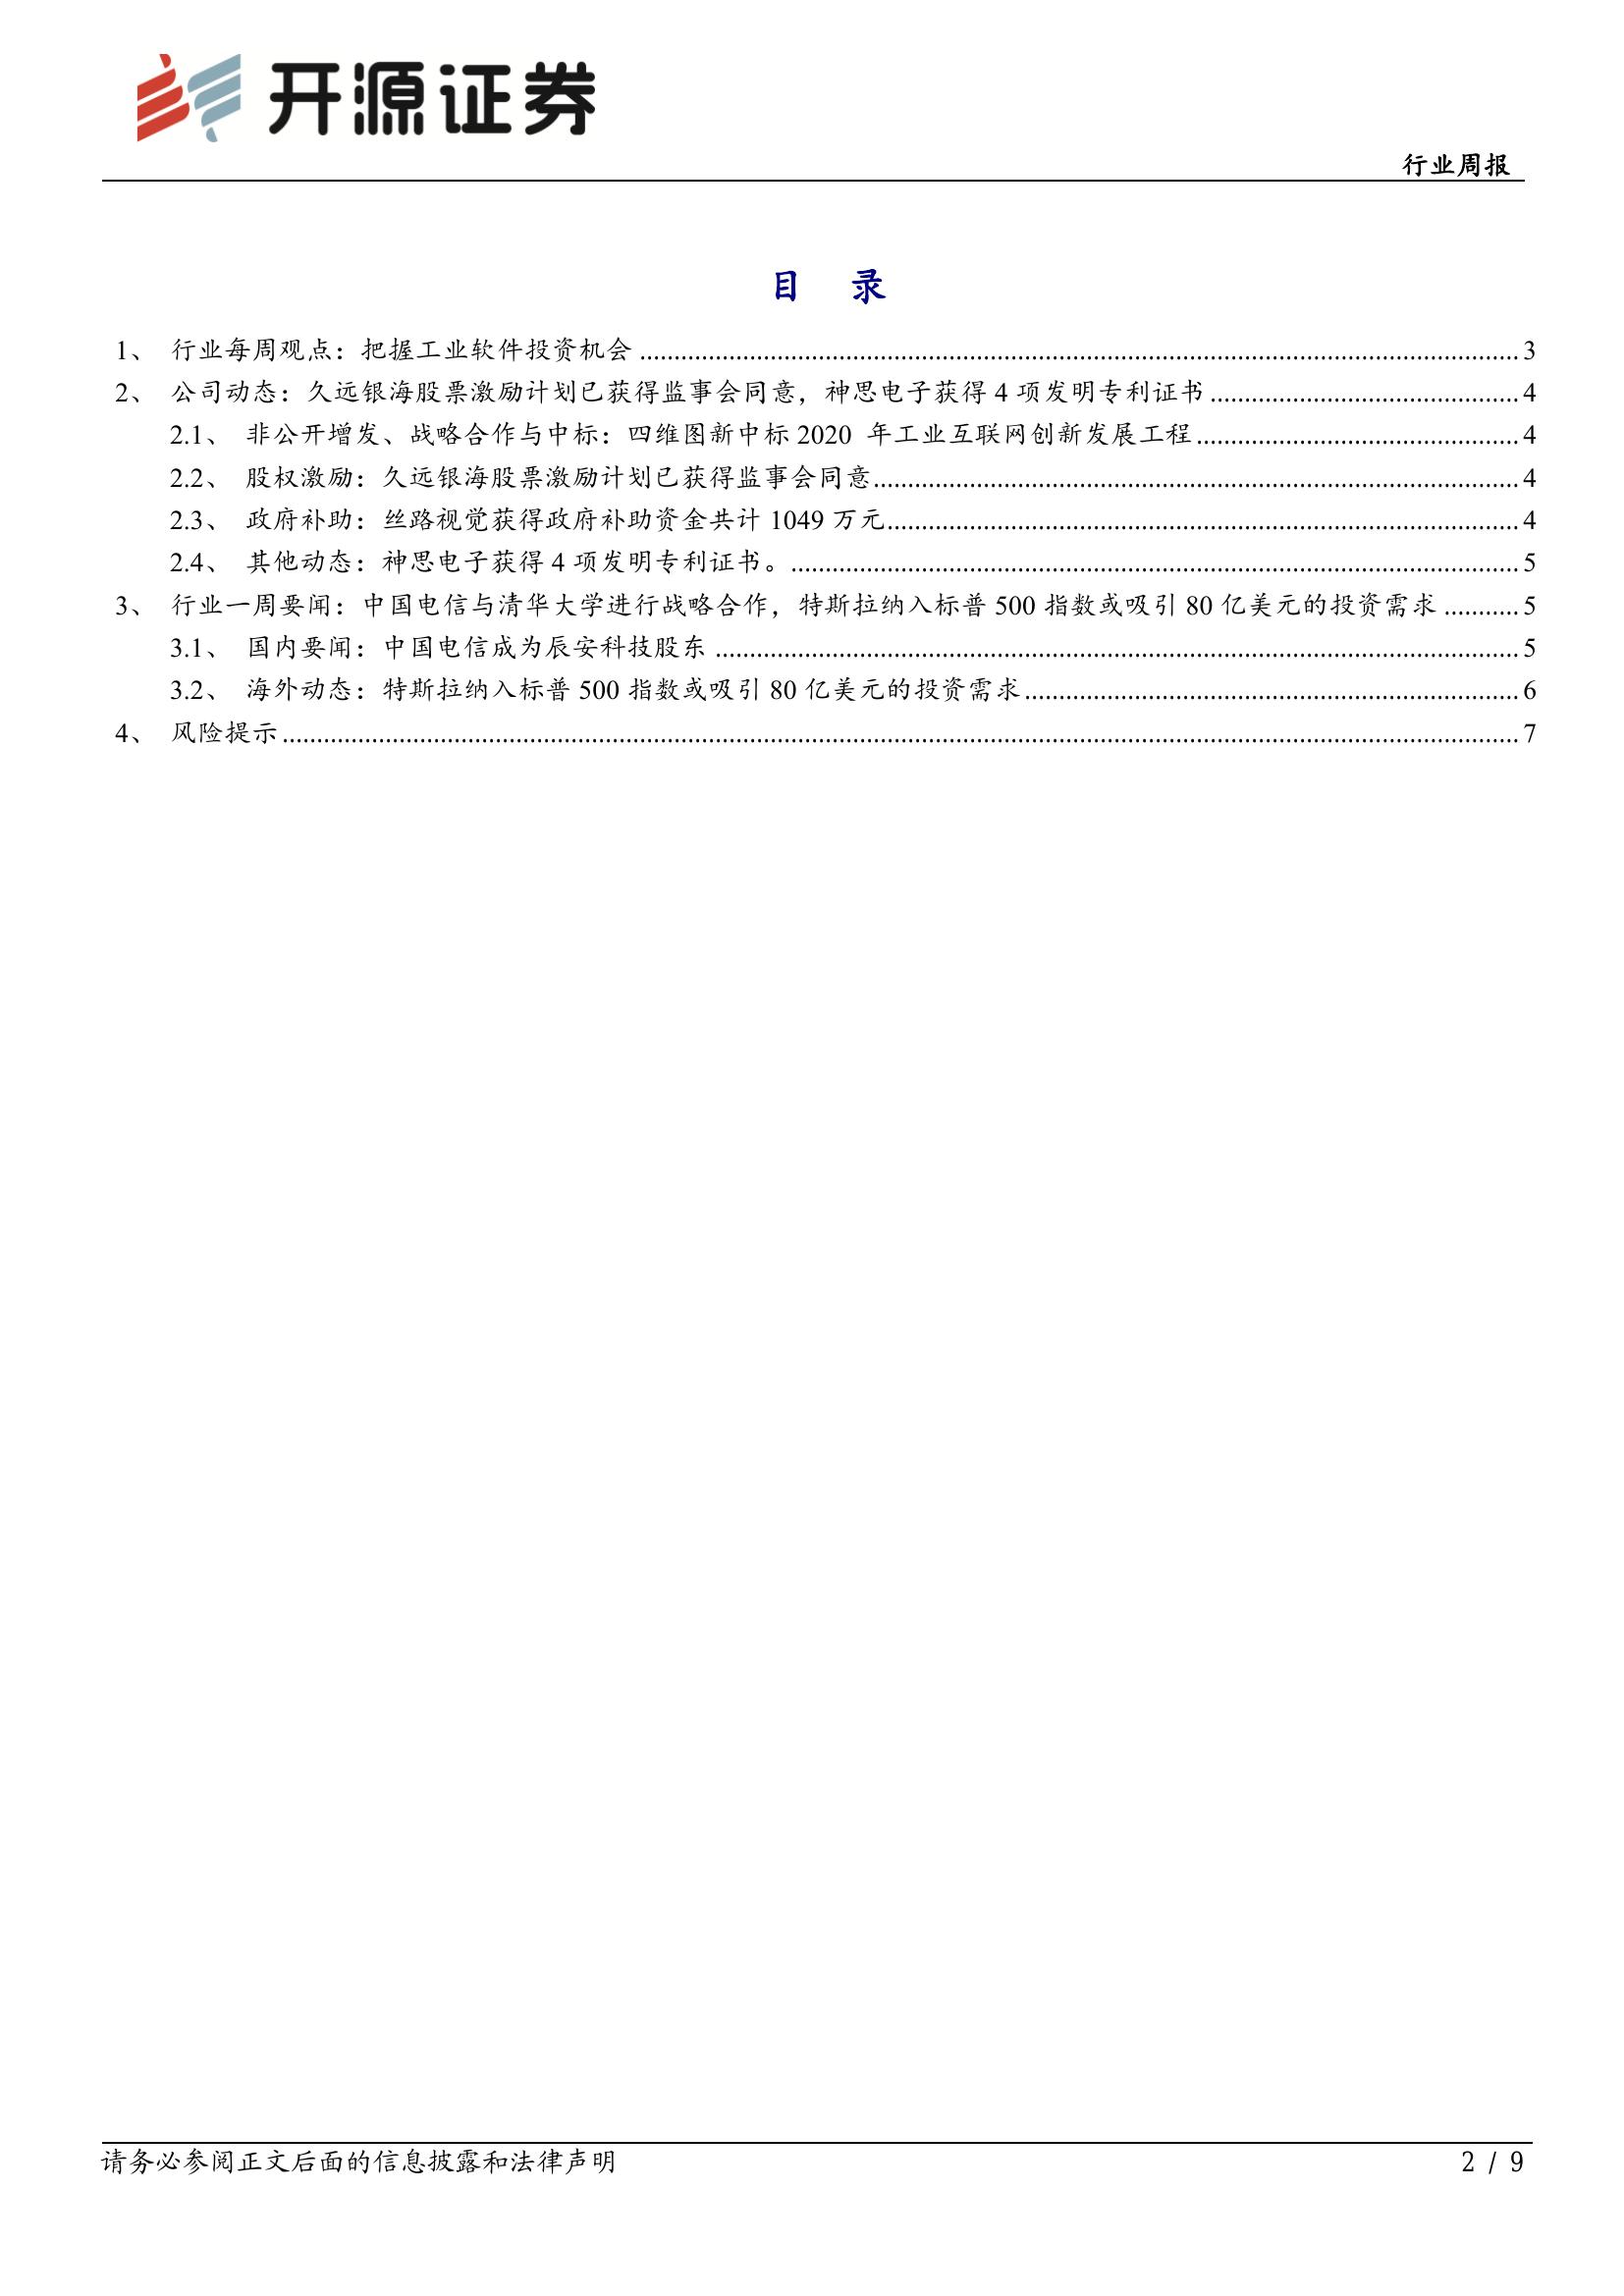 开源证券
行业周报
目 录
1、 行业每周观点：把握工业软件投资机会 3
2、 公司动态：久远银海股票激励计划已获得监事会同意，神思电子获得 4 项发明专利证书 4
2.1、 非公开增发、战略合作与中标：四维图新中标 2020 年工业互联网创新发展工程 4
2.2、 股权激励：久远银海股票激励计划已获得监事会同意 4
2.3、 政府补助：丝路视觉获得政府补助资金共计 1049 万元 4
2.4、 其他动态：神思电子获得 4 项发明专利证书。 5
3、 行业一周要闻：中国电信与清华大学进行战略合作，特斯拉纳入标普 500 指数或吸引 80 亿美元的投资需求 5
3.1、 国内要闻：中国电信成为辰安科技股东 5
3.2、 海外动态：特斯拉纳入标普 500 指数或吸引 80 亿美元的投资需求 6
4、 风险提示 7
请务必参阅正文后面的信息披露和法律声明 2 / 9